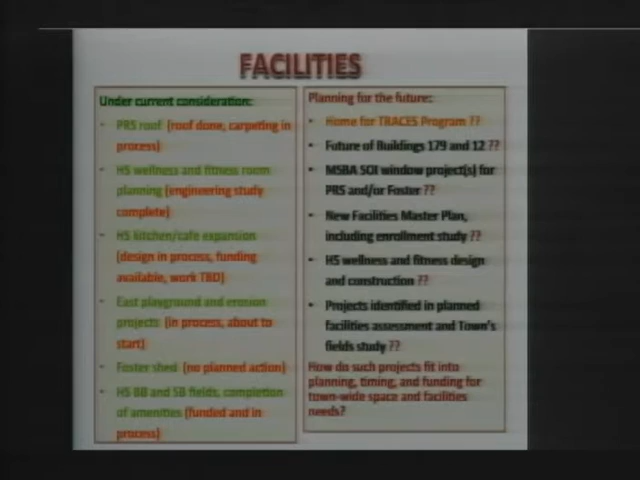 FACILITIES
Under current consideration:
• PRS roof (roof done, carpeting in
process)
• HS wellness and fitness room
planning (engineering study
complete)
• HS kitchen/cafe expansion
(design in process, funding
available, work TBD)
• East playground and erosion
projects (in process, about to
start)
• Foster shed (no planned action)
• HS BB and SB fields, completion
of amenities (funded and in
process)
Planning for the future:
• Home for TRACES Program ??
• Future of Buildings 179 and 12 ??
• MSBA SOI window project(s) for
PRS and/or Foster ??
• New Facilities Master Plan,
including enrollment study ??
• HS wellness and fitness design
and construction ??
• Projects identified in planned
facilities assessment and Town's
fields study ??
How do such projects fit into
planning, timing, and funding for
town-wide space and facilities
needs?